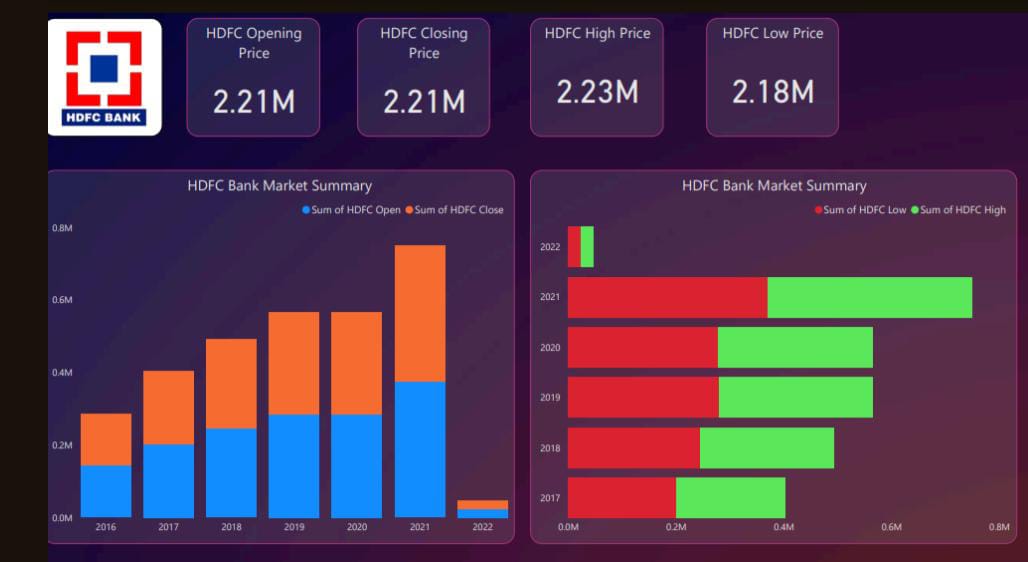 HDFC BANK
HDFC Opening
Price
2.21M
HDFC Closing
Price
2.21M
HDFC High Price
2.23M
HDFC Low Price
2.18M
HDFC Bank Market Summary
Sum of HDFC Open Sum of HDFC Close
0.8M
0.6M
0.4M
0.2M
0.0M
2016 2017 2018 2019 2020 2021 2022
HDFC Bank Market Summary
Sum of HDFC Low Sum of HDFC High
2022
2021
2020
2019
2018
2017
0.0M 0.2M 0.4M 0.6M 0.8M